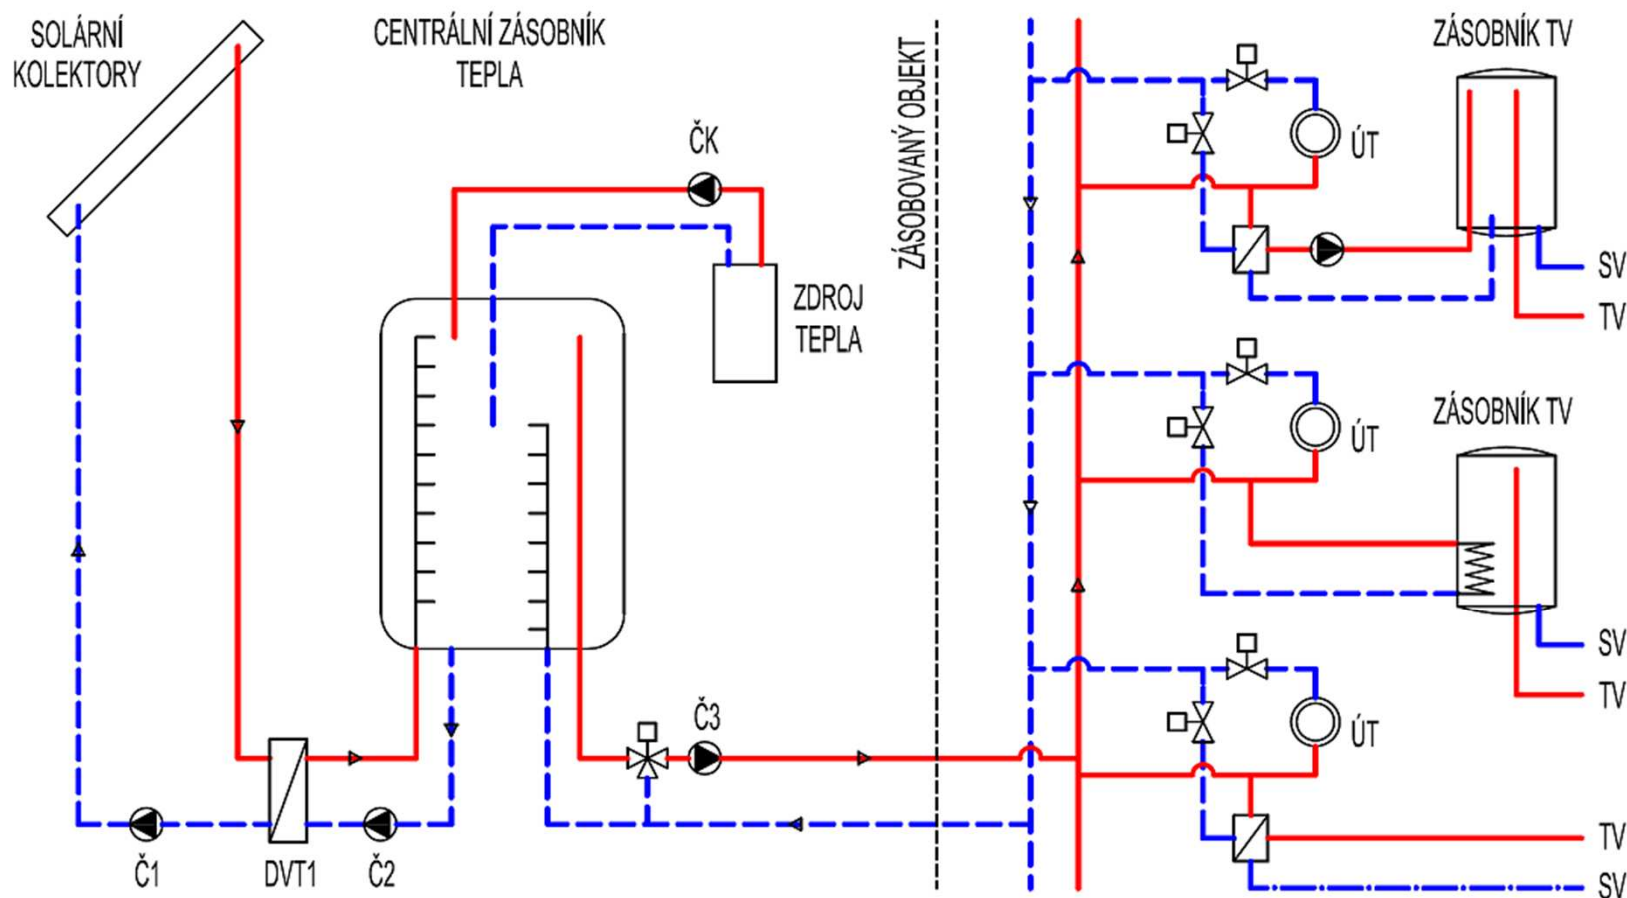 SOLÁRNÍ
KOLEKTORY
CENTRÁLNÍ ZÁSOBNÍK
TEPLA
ČK
ZDROJ
TEPLA
Č1
DVT1
Č2
Č3
ZÁSOBOVANÝ OBJEKT
ZÁSOBNÍK TV
ÚT
SV
TV
ZÁSOBNÍK TV
ÚT
SV
TV
ÚT
TV
SV